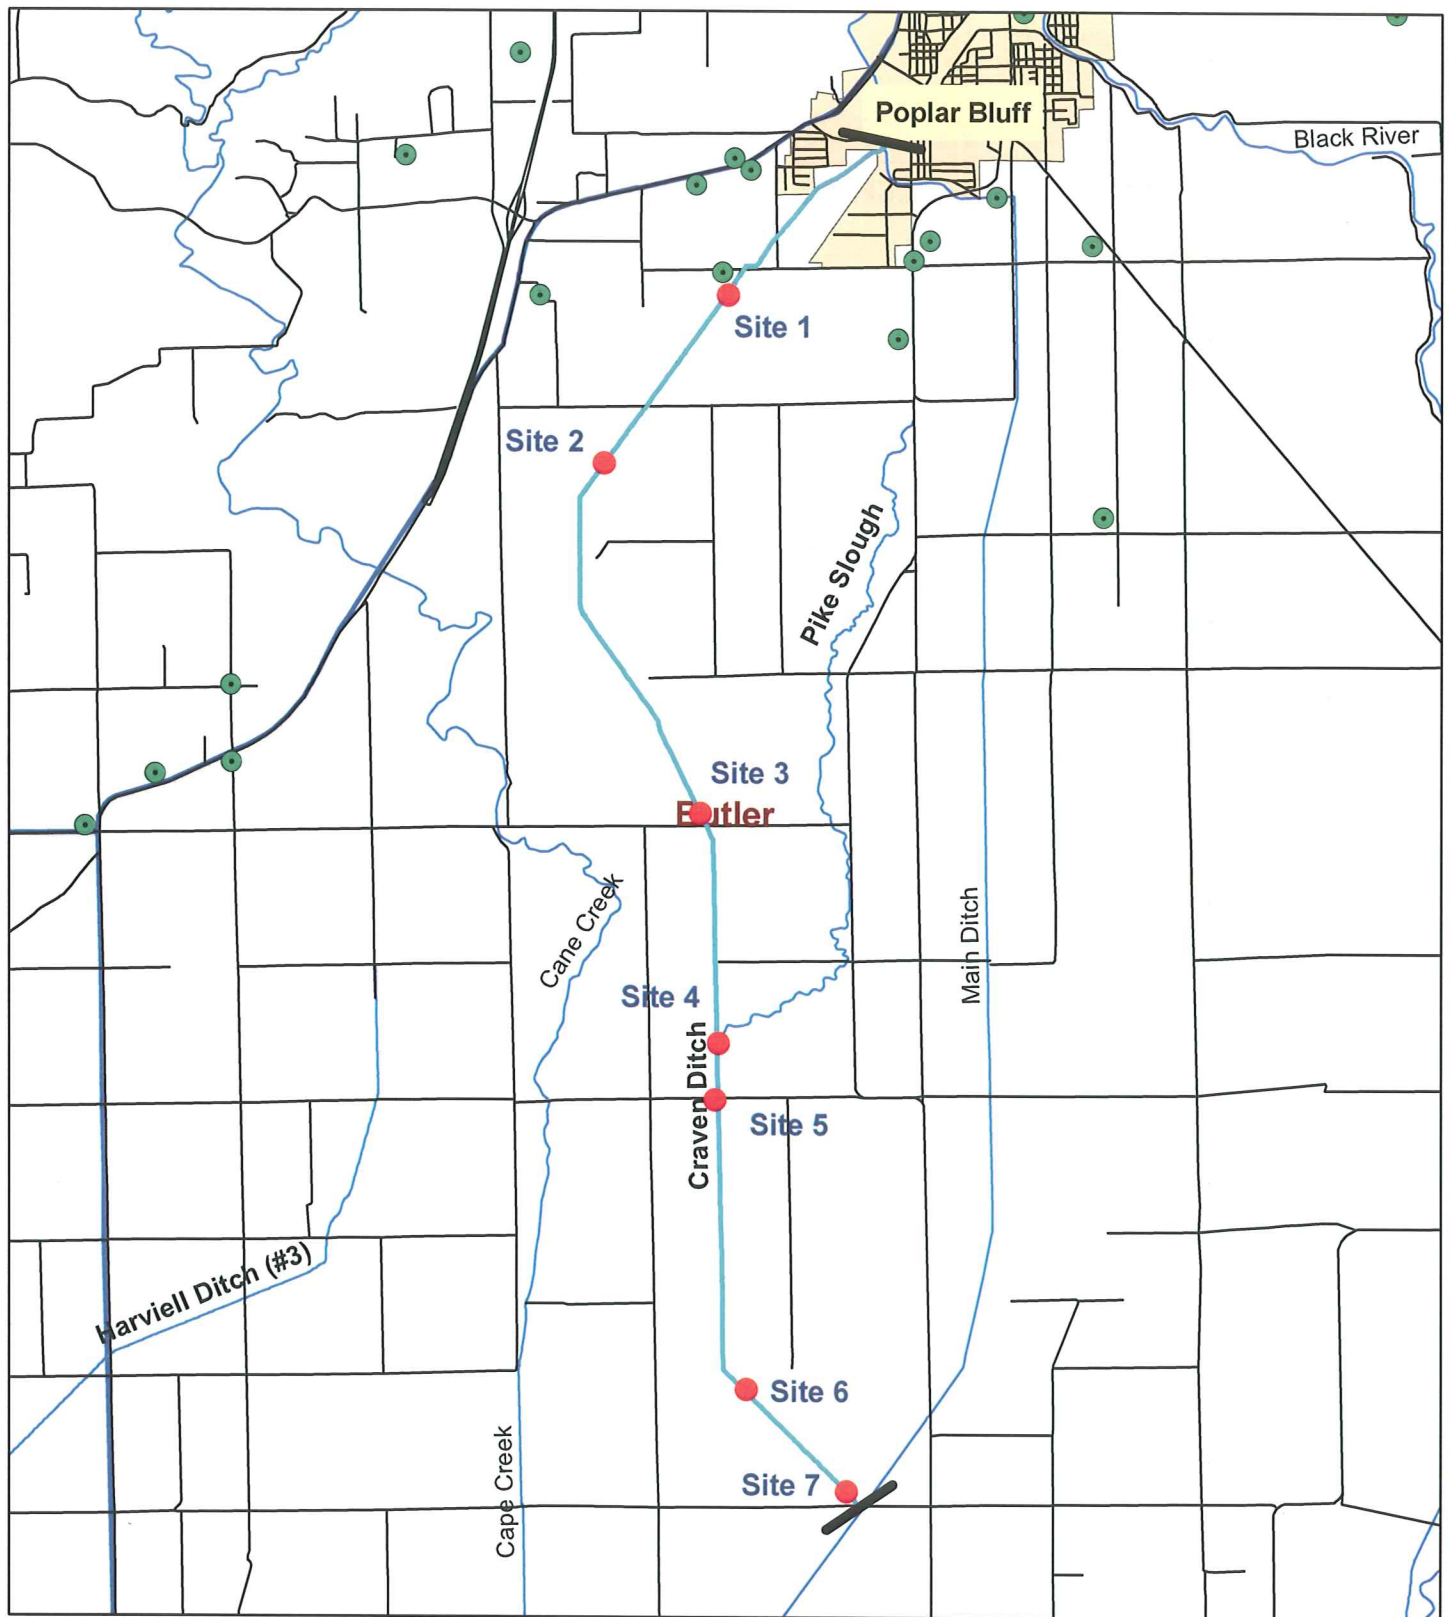 Poplar Bluff
Black River
Site 1
Site 2
Pike Slough
Site 3
Butler
Cane Creek
Main Ditch
Site 4
Craven Ditch
Site 5
Harviell Ditch (#3)
Site 6
Cape Creek
Site 7